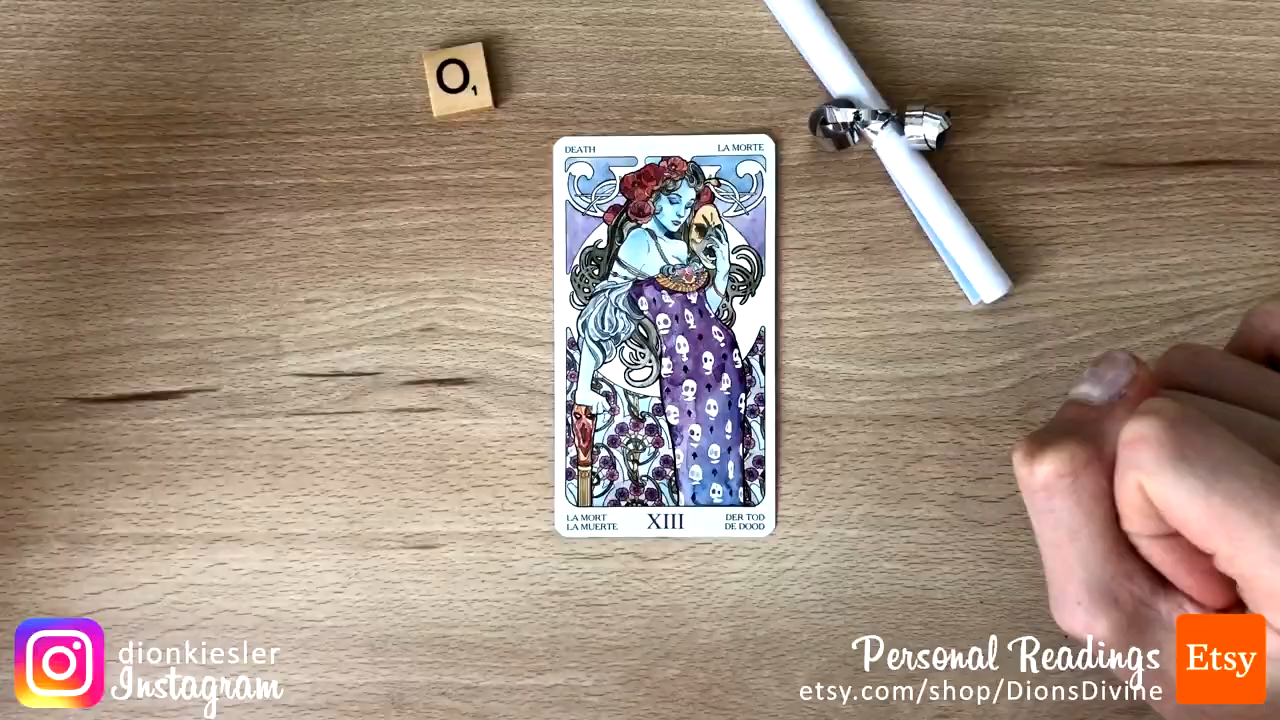 O1
DEATH
LA MORTE
LA MORT
LA MUERTE
XIII
DER TOD
DE DOOD
dionkiesler
Instagram
Personal Readings
etsy.com/shop/DionsDivine
Etsy